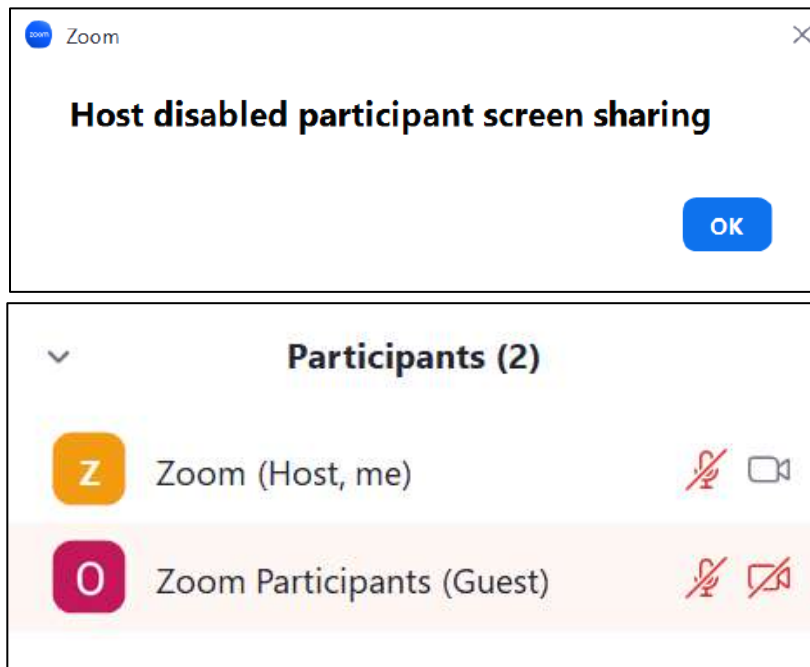 zoom
Zoom
Host disabled participant screen sharing
OK
Participants (2)
Z
Zoom (Host, me)
O
Zoom Participants (Guest)